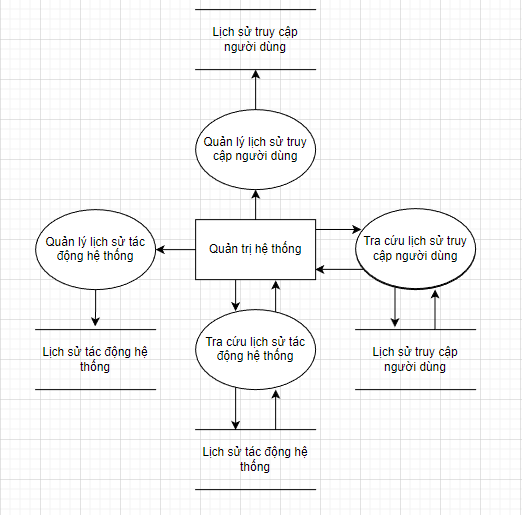 Lịch sử truy cập
người dùng
Quản lý lịch sử truy
cập người dùng
Quản lý lịch sử tác
động hệ thống
Quản trị hệ thống
Tra cứu lịch sử truy
cập người dùng
Tra cứu lịch sử tác
động hệ thống
Lịch sử tác động hệ
thống
Lịch sử truy cập
người dùng
Lịch sử tác động hệ
thống